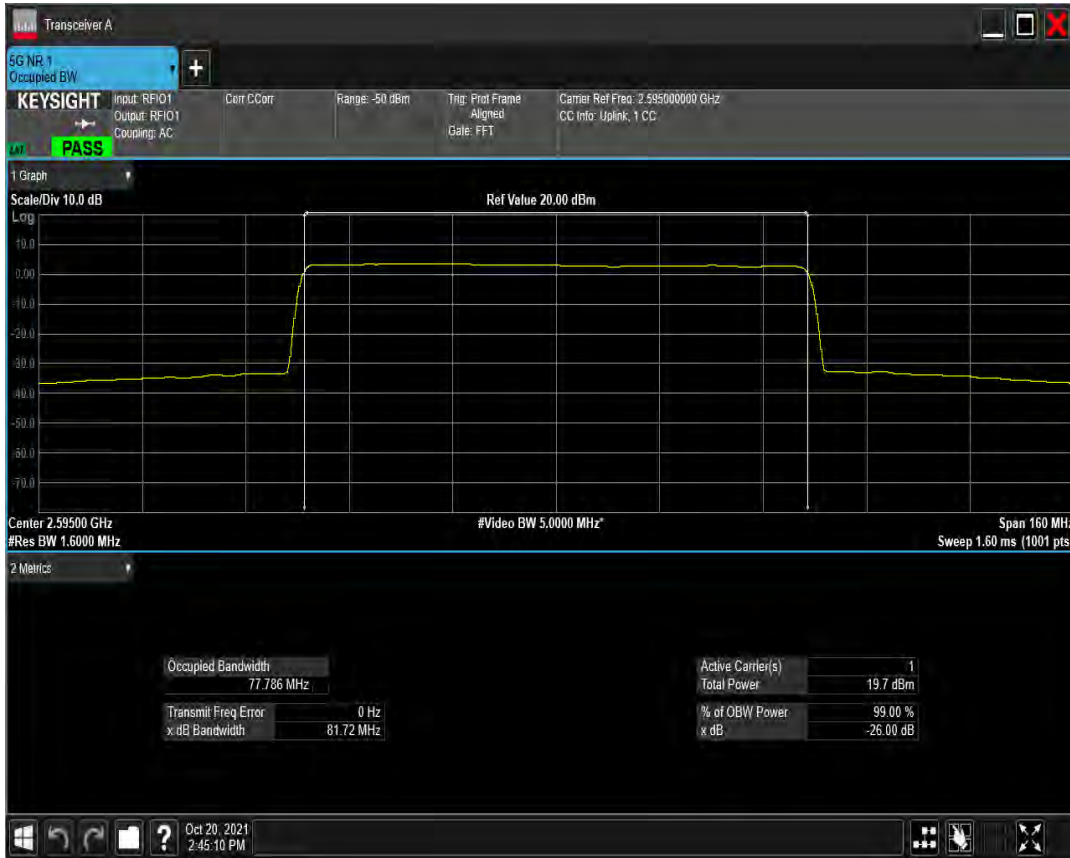 Transceiver A
5G NR 1
Occupied BW
+
KEYSIGHT
PASS
Input: RFIO1
Output: RFIO1
Coupling: AC
Corr CCorr
Range: -50 dBm
Trig: Prot Frame
Aligned
Gate: FFT
Carrier Ref Freq: 2.595000000 GHz
CC Info: Uplink, 1 CC
1 Graph
Scale/Div 10.0 dB
Ref Value 20.00 dBm
Log
10.0
0.00
-10.0
-20.0
-30.0
-40.0
-50.0
-60.0
-70.0
Center 2.59500 GHz
#Video BW 5.0000 MHz*
Span 160 MHz
#Res BW 1.6000 MHz
Sweep 1.60 ms (1001 pts
2 Metrics
Occupied Bandwidth
77.786 MHz
Transmit Freq Error 0 Hz
x dB Bandwidth 81.72 MHz
Active Carrier(s) 1
Total Power 19.7 dBm
% of OBW Power 99.00 %
x dB -26.00 dB
?
Oct 20, 2021
2:45:10 PM